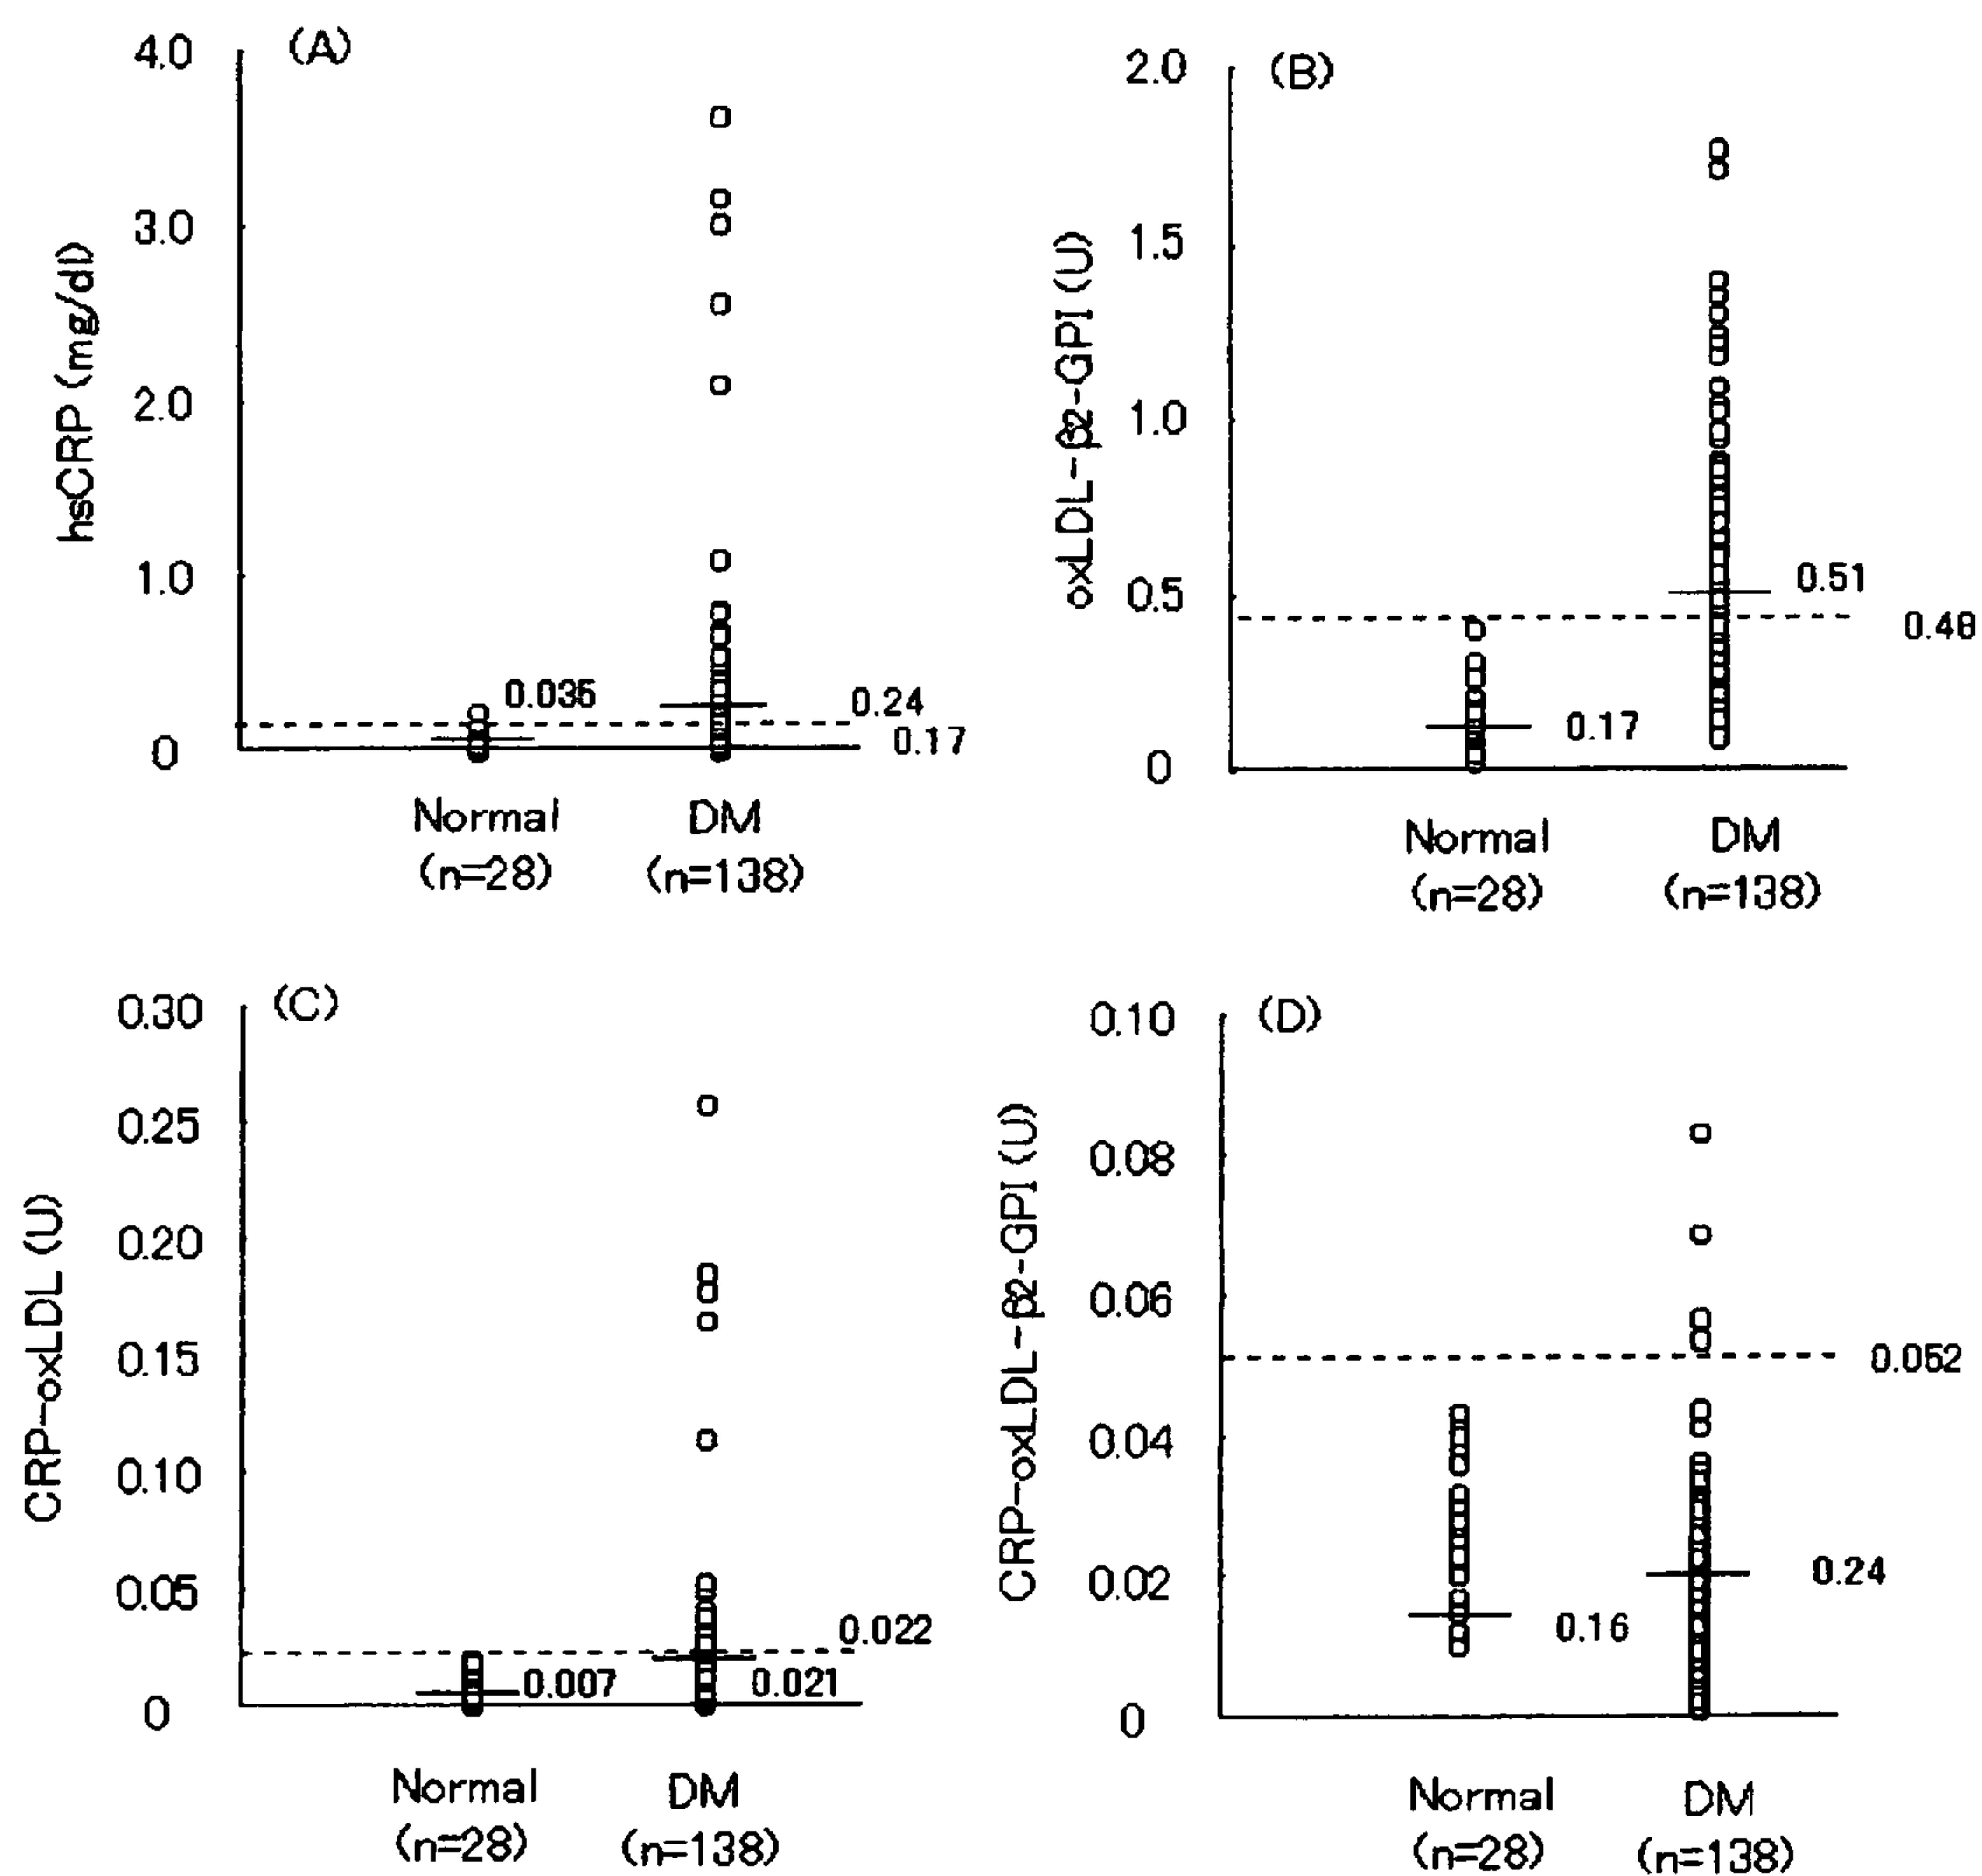 (A)
hsCRP (mg/dl)
4.0
3.0
2.0
1.0
0
0.035
0.24
0.17
Normal
(n=28)
DM
(n=138)
(B)
oxLDL-β2-GPI (U)
2.0
1.5
1.0
0.5
0
0.51
0.48
0.17
Normal
(n=28)
DM
(n=138)
(C)
CRP-oxLDL (U)
0.30
0.25
0.20
0.15
0.10
0.05
0
0.022
0.007
0.021
Normal
(n=28)
DM
(n=138)
(D)
CRP-oxLDL-β2-GPI (U)
0.10
0.08
0.06
0.04
0.02
0
0.052
0.24
0.16
Normal
(n=28)
DM
(n=138)